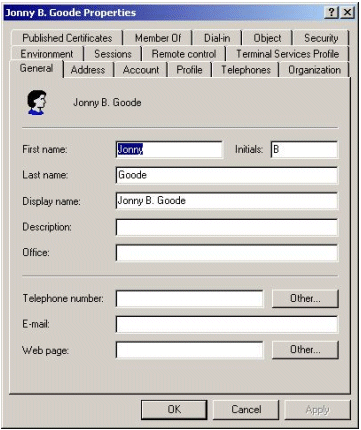 Jonny B. Goode Properties
Published Certificates Member Of Dial-in Object Security
Environment Sessions Remote control Terminal Services Profile
General Address Account Profile Telephones Organization
Jonny B. Goode
First name: Jonny Initials: B
Last name: Goode
Display name: Jonny B. Goode
Description:
Office:
Telephone number: Other...
E-mail:
Web page: Other...
OK Cancel Apply